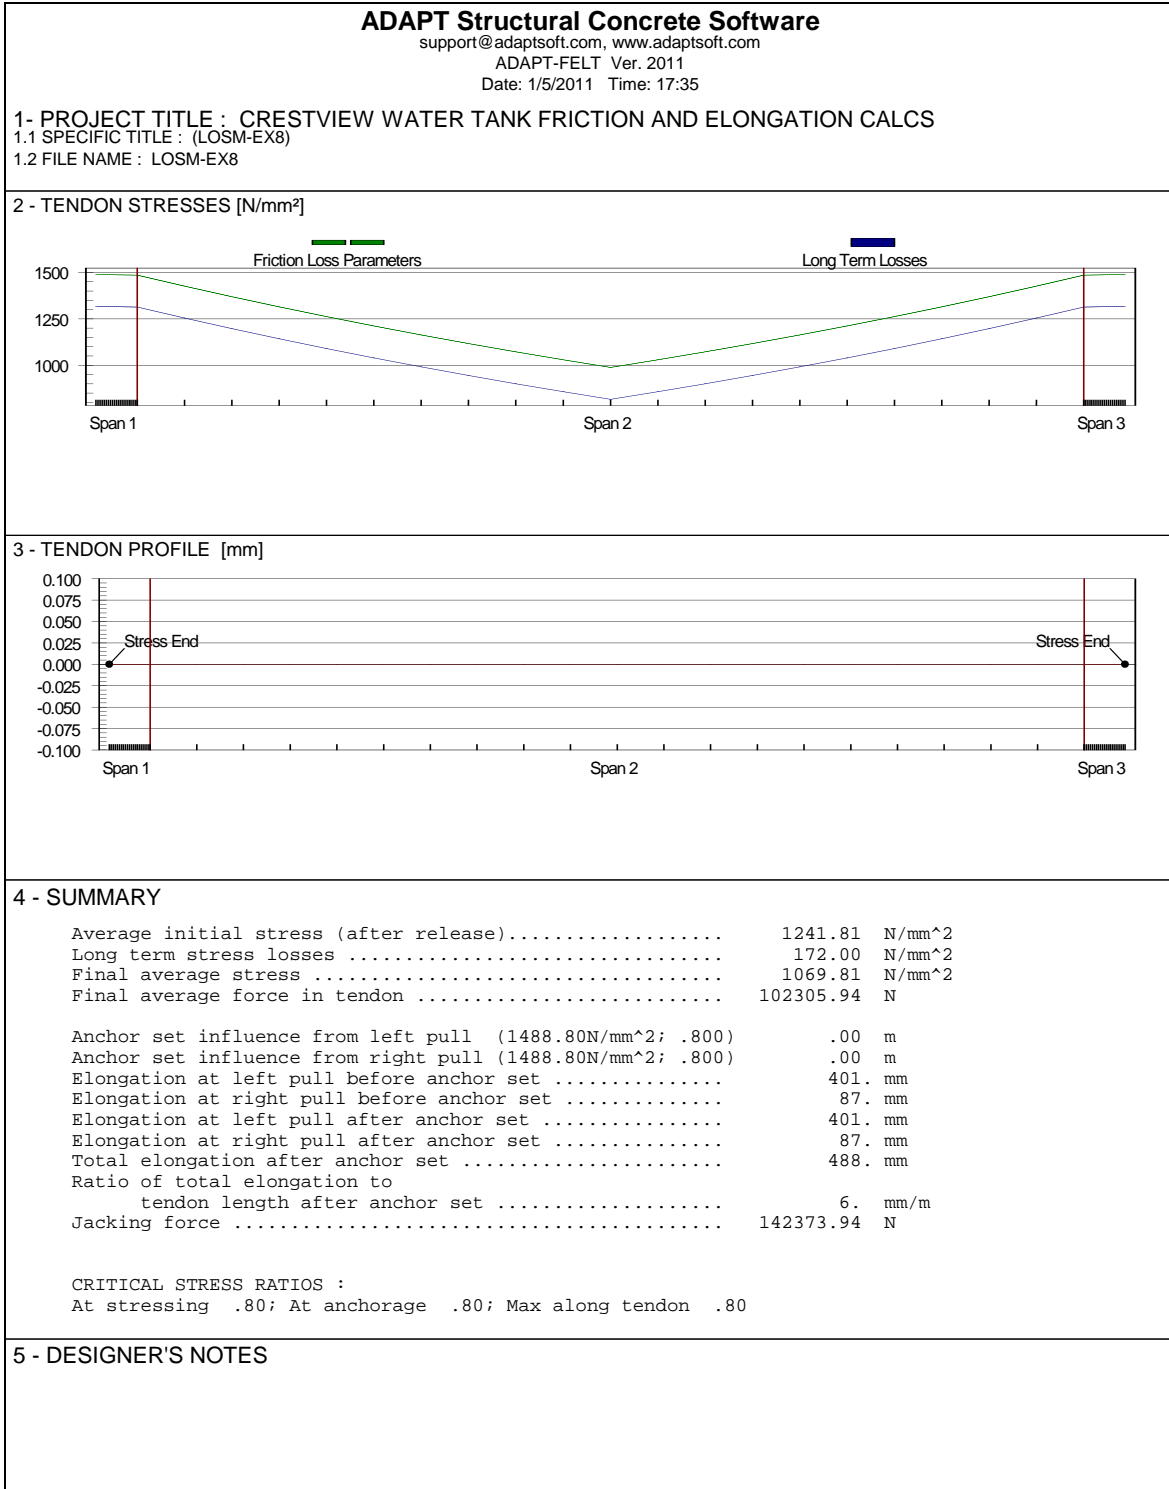 ADAPT Structural Concrete Software
support@adaptsoft.com, www.adaptsoft.com
ADAPT-FELT Ver. 2011
Date: 1/5/2011 Time: 17:35
1- PROJECT TITLE : CRESTVIEW WATER TANK FRICTION AND ELONGATION CALCS
1.1 SPECIFIC TITLE : (LOSM-EX8)
1.2 FILE NAME : LOSM-EX8
2 - TENDON STRESSES [N/mm²]
Friction Loss Parameters
Long Term Losses
1500
1250
1000
Span 1
Span 2
Span 3
3 - TENDON PROFILE [mm]
0.100
0.075
0.050
0.025
0.000
-0.025
-0.050
-0.075
-0.100
Stress End
Stress End
Span 1
Span 2
Span 3
4 - SUMMARY
Average initial stress (after release)................... 1241.81 N/mm^2
Long term stress losses ................................. 172.00 N/mm^2
Final average stress .................................... 1069.81 N/mm^2
Final average force in tendon ........................... 102305.94 N
Anchor set influence from left pull (1488.80N/mm^2; .800) .00 m
Anchor set influence from right pull (1488.80N/mm^2; .800) .00 m
Elongation at left pull before anchor set ............... 401. mm
Elongation at right pull before anchor set .............. 87. mm
Elongation at left pull after anchor set ................ 401. mm
Elongation at right pull after anchor set ............... 87. mm
Total elongation after anchor set ....................... 488. mm
Ratio of total elongation to
tendon length after anchor set .................... 6. mm/m
Jacking force ........................................... 142373.94 N
CRITICAL STRESS RATIOS :
At stressing .80; At anchorage .80; Max along tendon .80
5 - DESIGNER'S NOTES